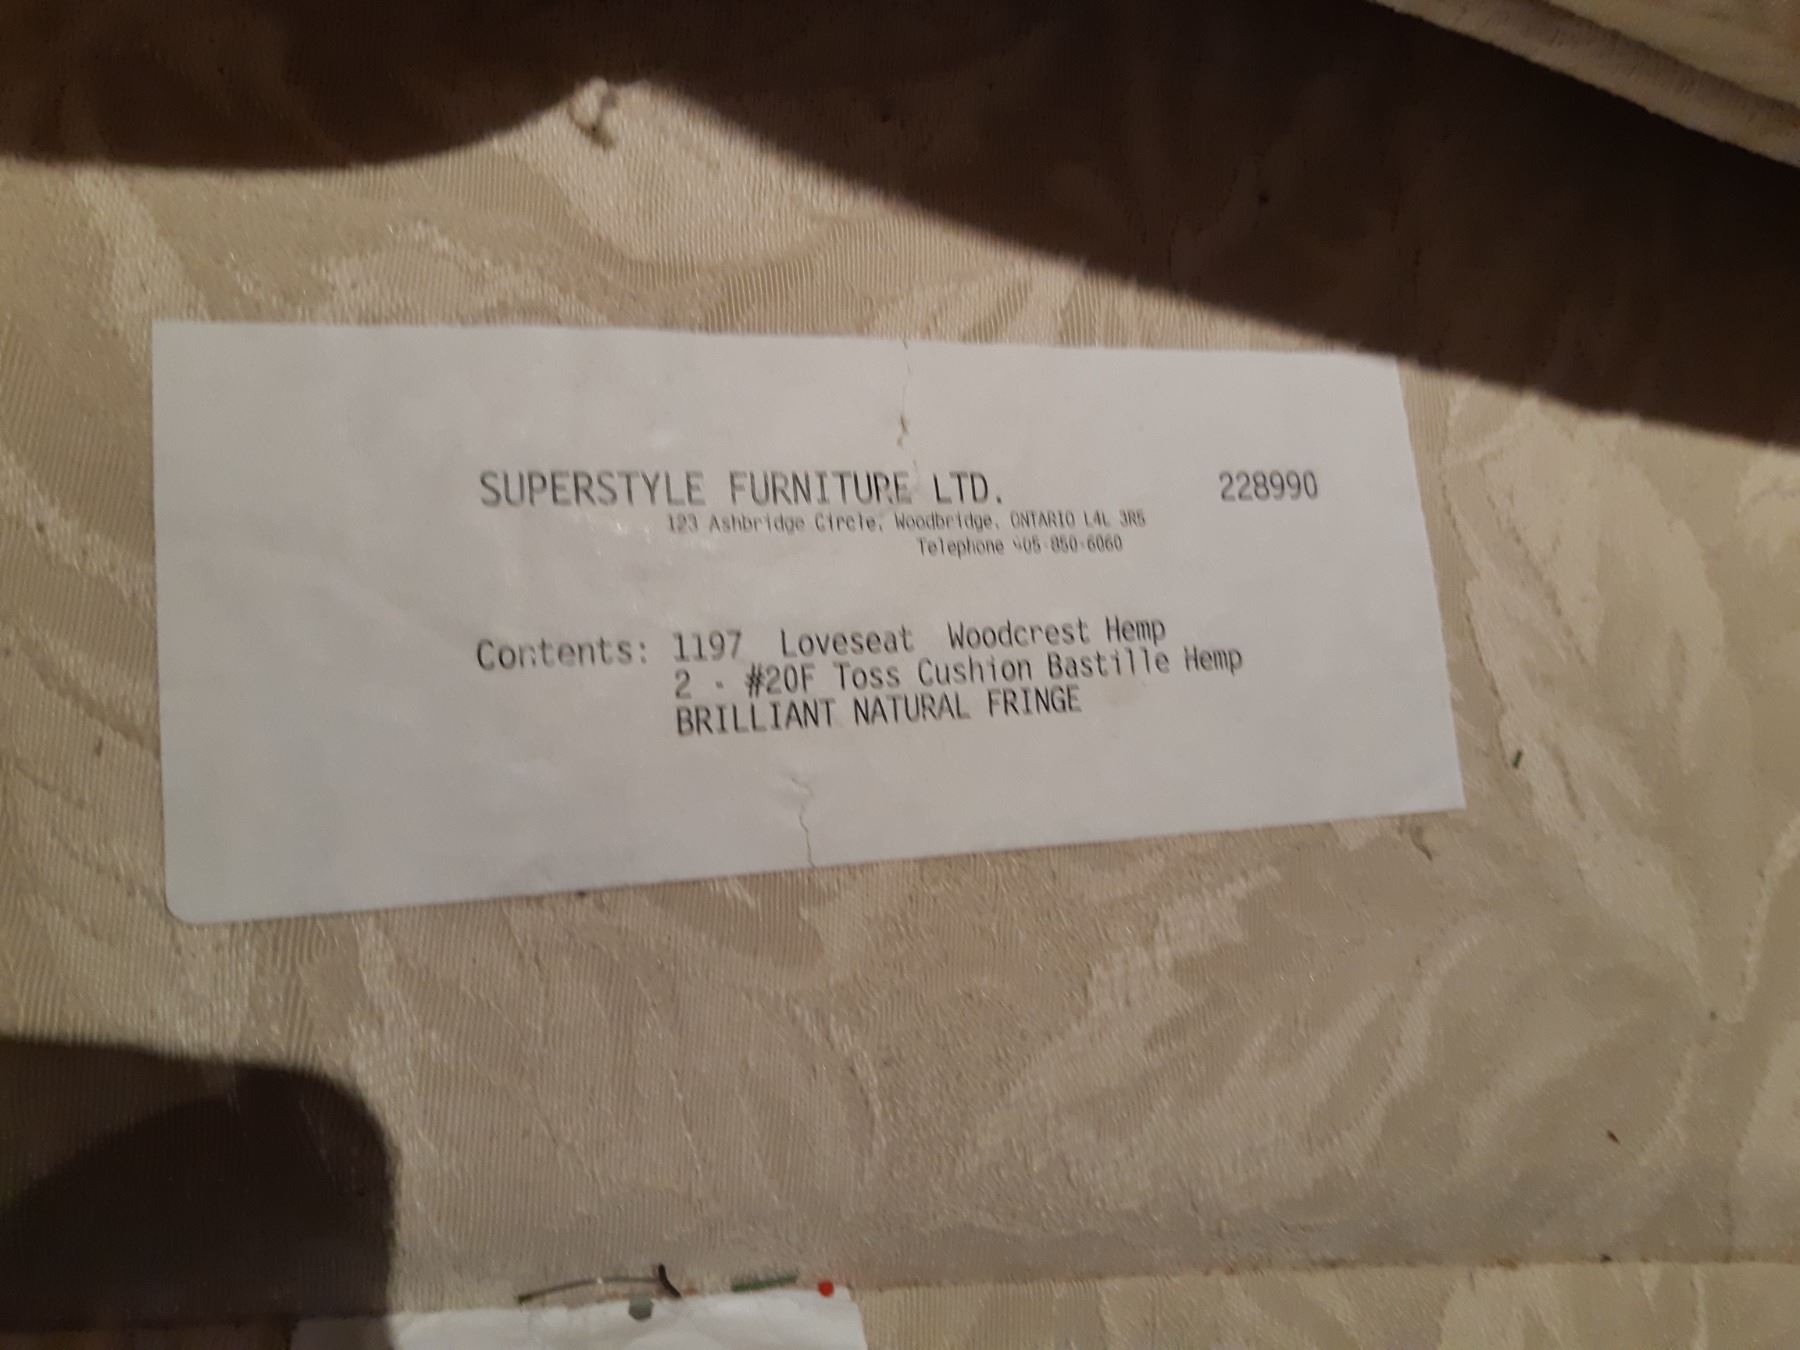 SUPERSTYLE FURNITURE LTD. 228990
123 Ashbridge Circle, Woodbridge, ONTARIO L4L 3R5
Telephone 905-850-6060
Contents: 1197 Loveseat Woodcrest Hemp
2 - #20F Toss Cushion Bastille Hemp
BRILLIANT NATURAL FRINGE